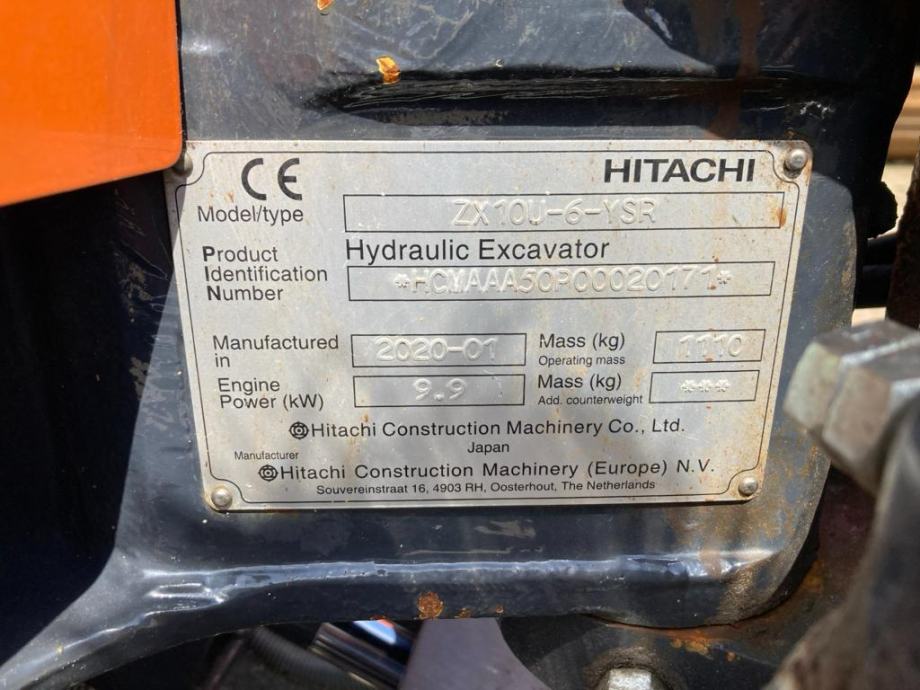 CE HITACHI
Model/type ZX10U-6-YSR
Product Hydraulic Excavator
Identification
Number *HCMAAA50P00020171*
Manufactured in 2020-01 Mass (kg) Operating mass 1110
Engine Power (kW) 9.9 Mass (kg) Add. counterweight ***
Hitachi Construction Machinery Co., Ltd.
Japan
Manufacturer
Hitachi Construction Machinery (Europe) N.V.
Souvereinstraat 16, 4903 RH, Oosterhout, The Netherlands